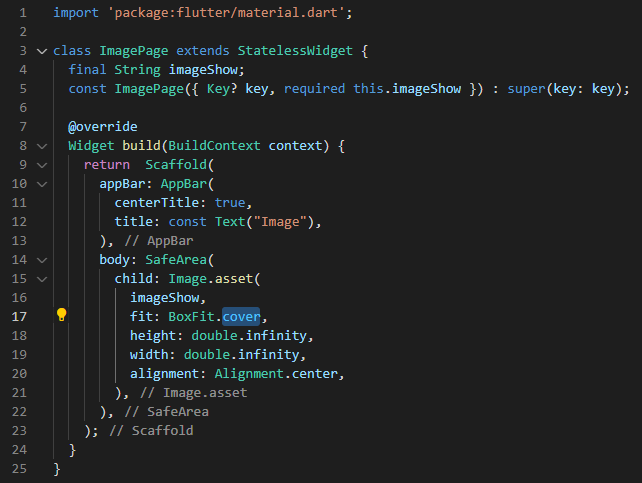 1 import 'package:flutter/material.dart';
2
3 class ImagePage extends StatelessWidget {
4   final String imageShow;
5   const ImagePage({ Key? key, required this.imageShow }) : super(key: key);
6
7   @override
8   Widget build(BuildContext context) {
9     return  Scaffold(
10       appBar: AppBar(
11         centerTitle: true,
12         title: const Text("Image"),
13       ), // AppBar
14       body: SafeArea(
15         child: Image.asset(
16           imageShow,
17           fit: BoxFit.cover,
18           height: double.infinity,
19           width: double.infinity,
20           alignment: Alignment.center,
21         ), // Image.asset
22       ), // SafeArea
23     ); // Scaffold
24   }
25 }